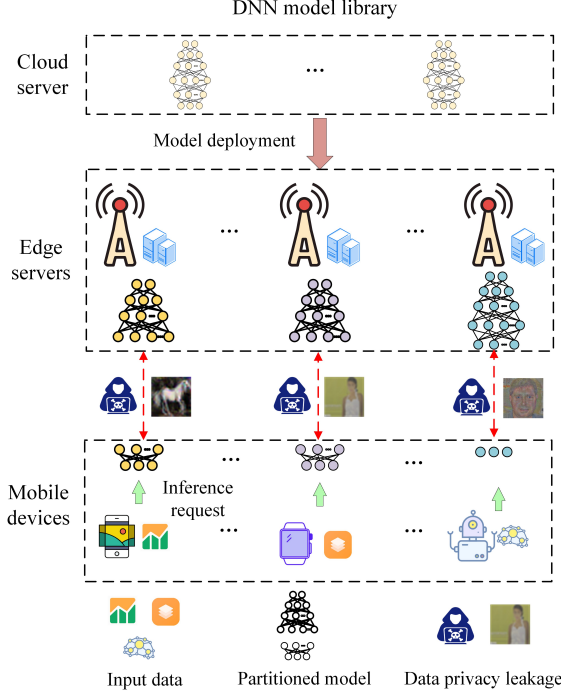 DNN model library
Cloud
server
...
Model deployment
Edge
servers
... ...
... ...
Inference
request
Mobile
devices
... ...
Input data
Partitioned model
Data privacy leakage